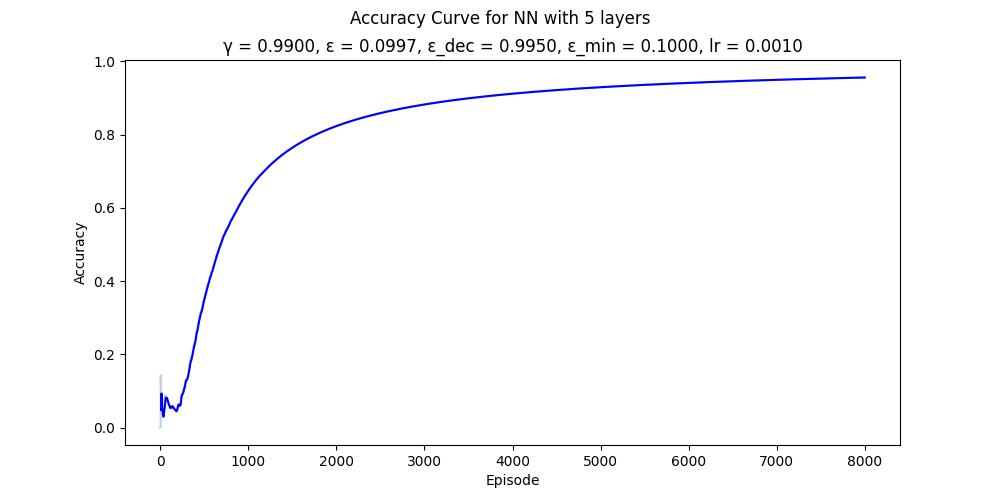 Accuracy Curve for NN with 5 layers
γ = 0.9900, ε = 0.0997, ε_dec = 0.9950, ε_min = 0.1000, lr = 0.0010
1.0
0.8
0.6
0.4
0.2
0.0
Accuracy
0 1000 2000 3000 4000 5000 6000 7000 8000
Episode